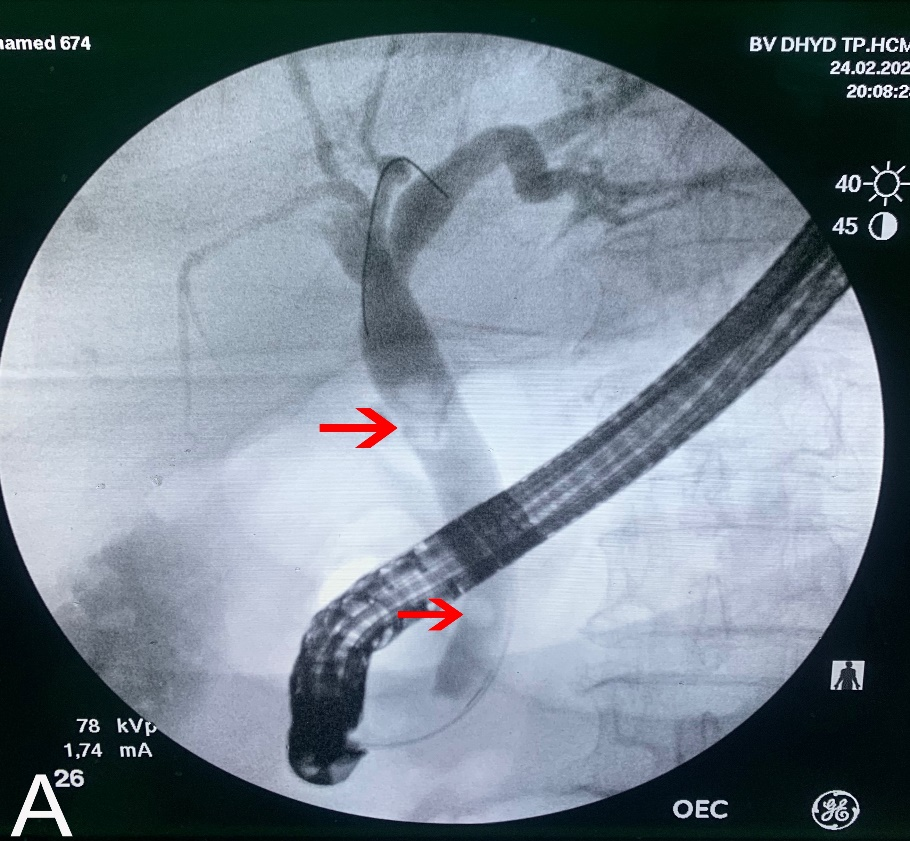 named 674
BV DHYD TP.HCM
24.02.202
20:08:2
40
45
78 kVp
1,74 mA
26
A
OEC
GE